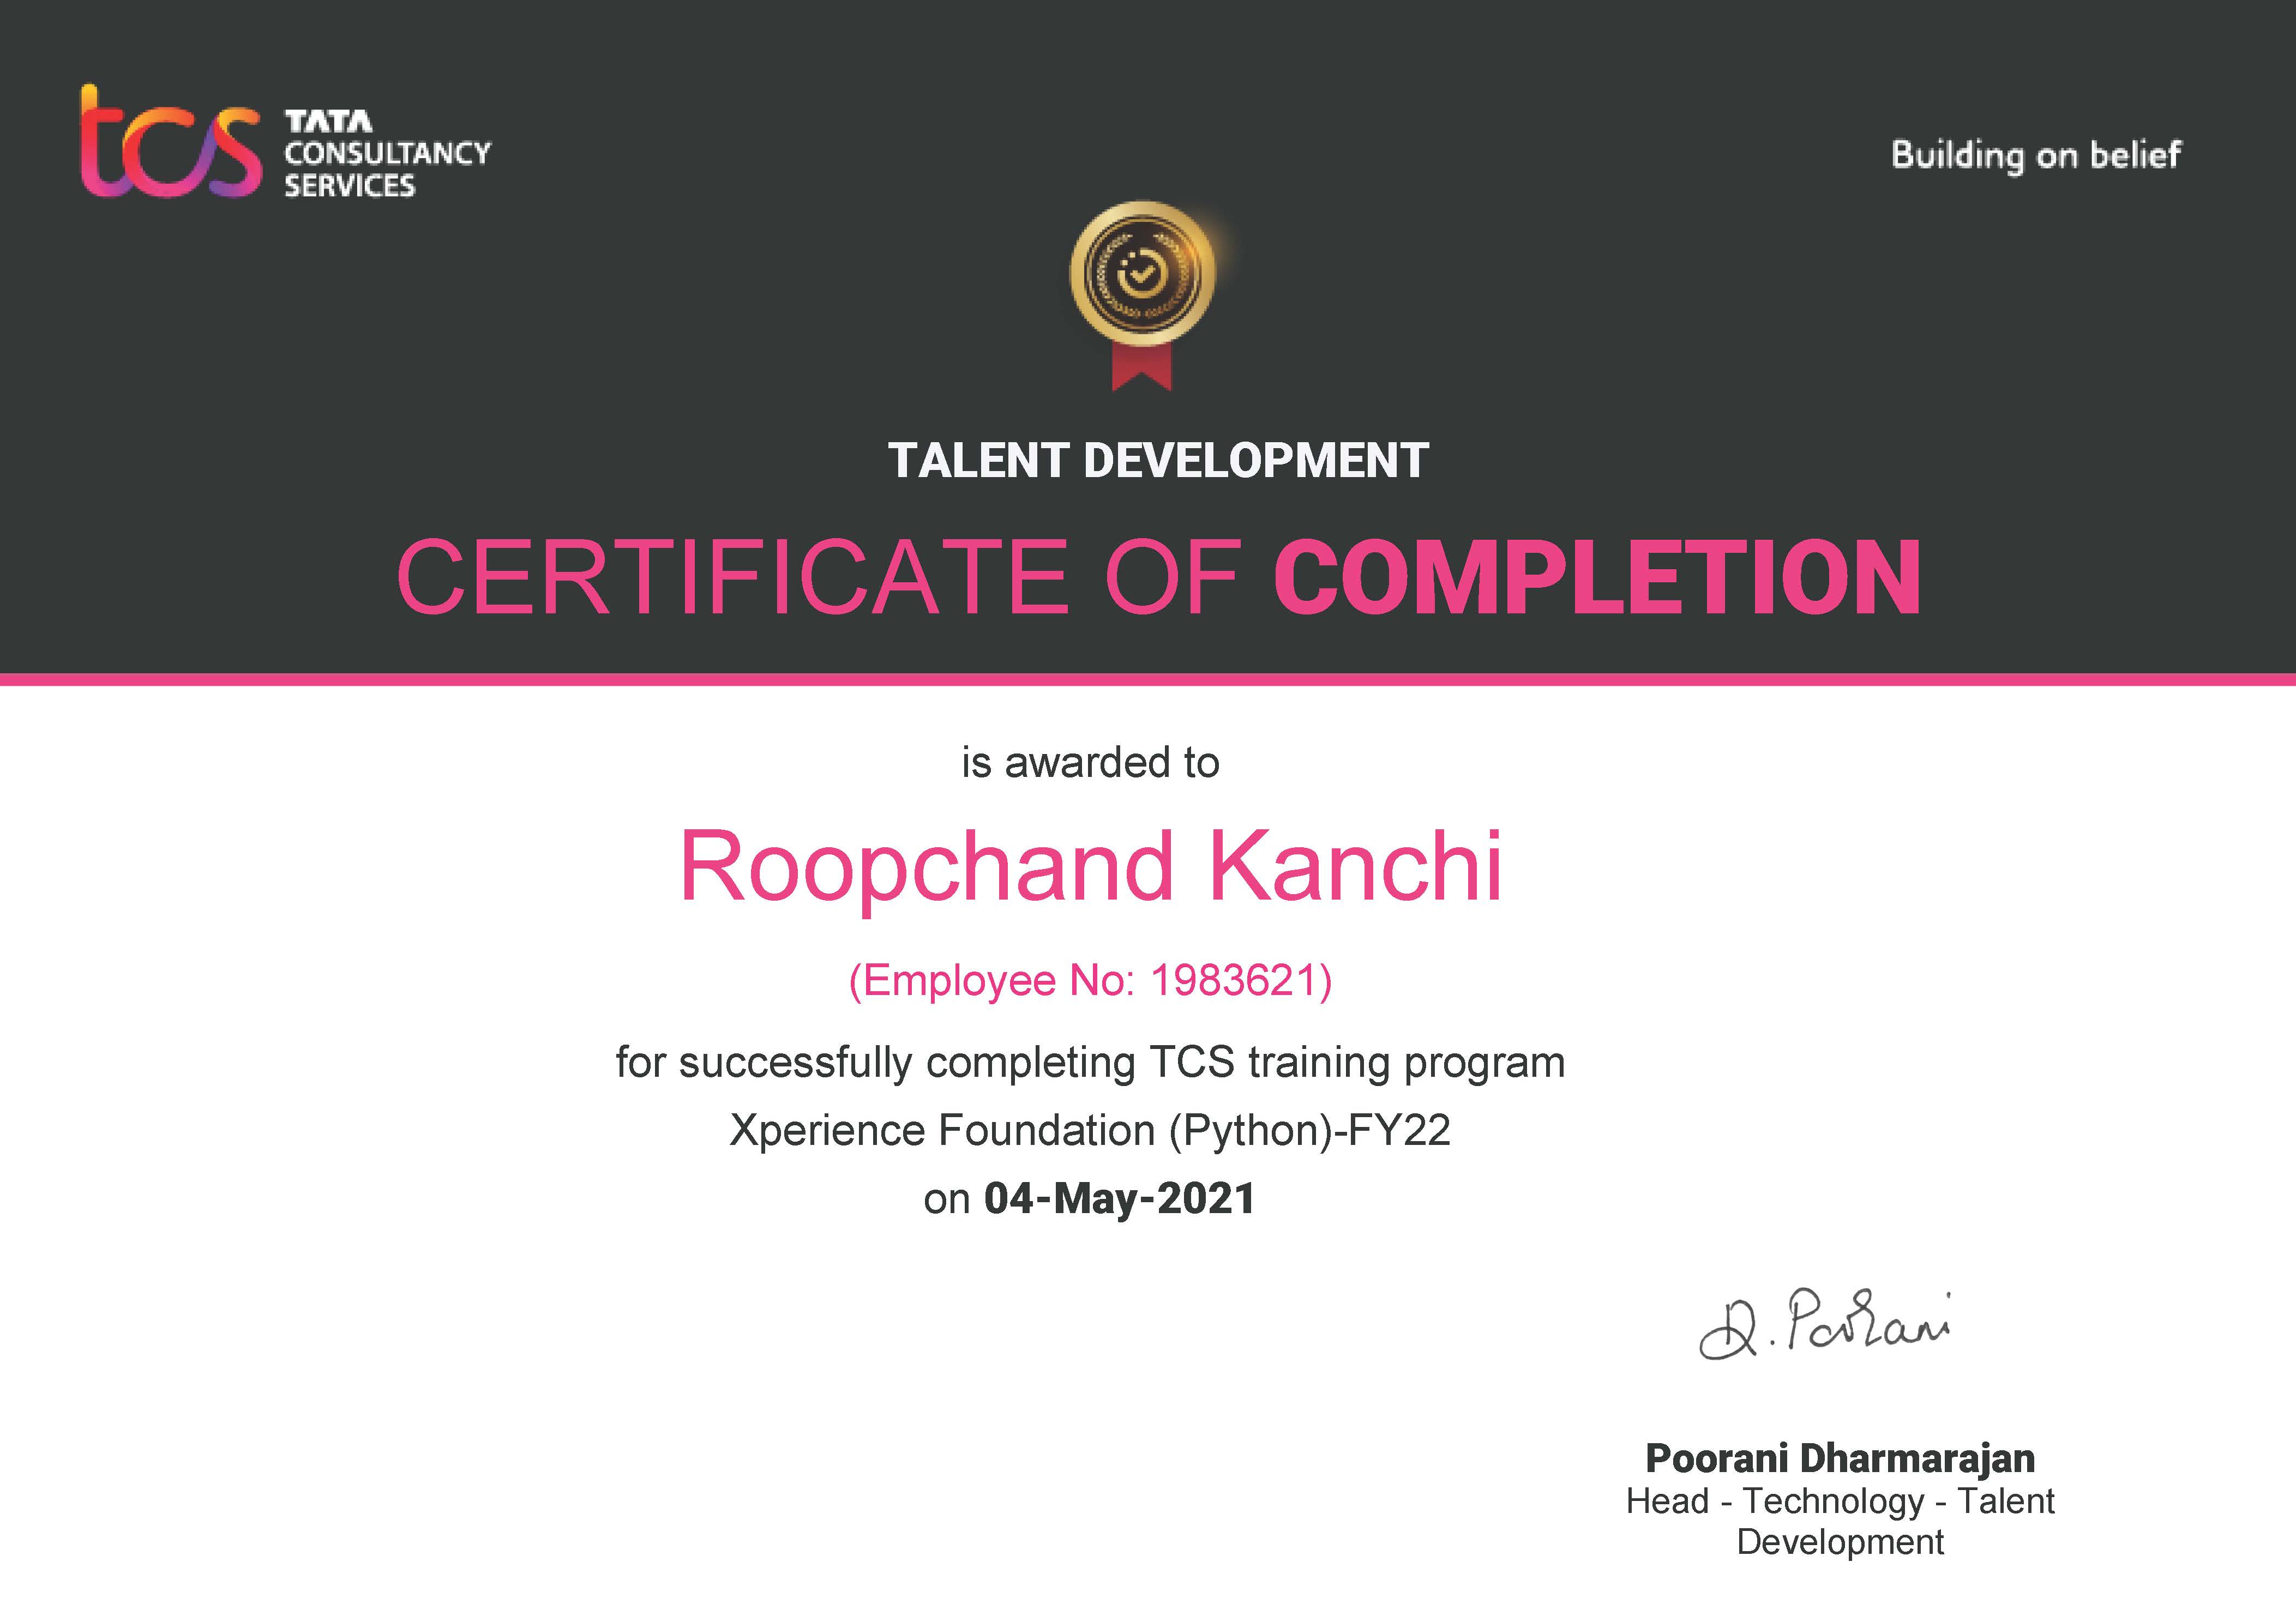 tcs TATA
CONSULTANCY
SERVICES
Building on belief
TALENT DEVELOPMENT
CERTIFICATE OF COMPLETION
is awarded to
Roopchand Kanchi
(Employee No: 1983621)
for successfully completing TCS training program
Xperience Foundation (Python)-FY22
on 04-May-2021
D. Poorani
Poorani Dharmarajan
Head - Technology - Talent
Development